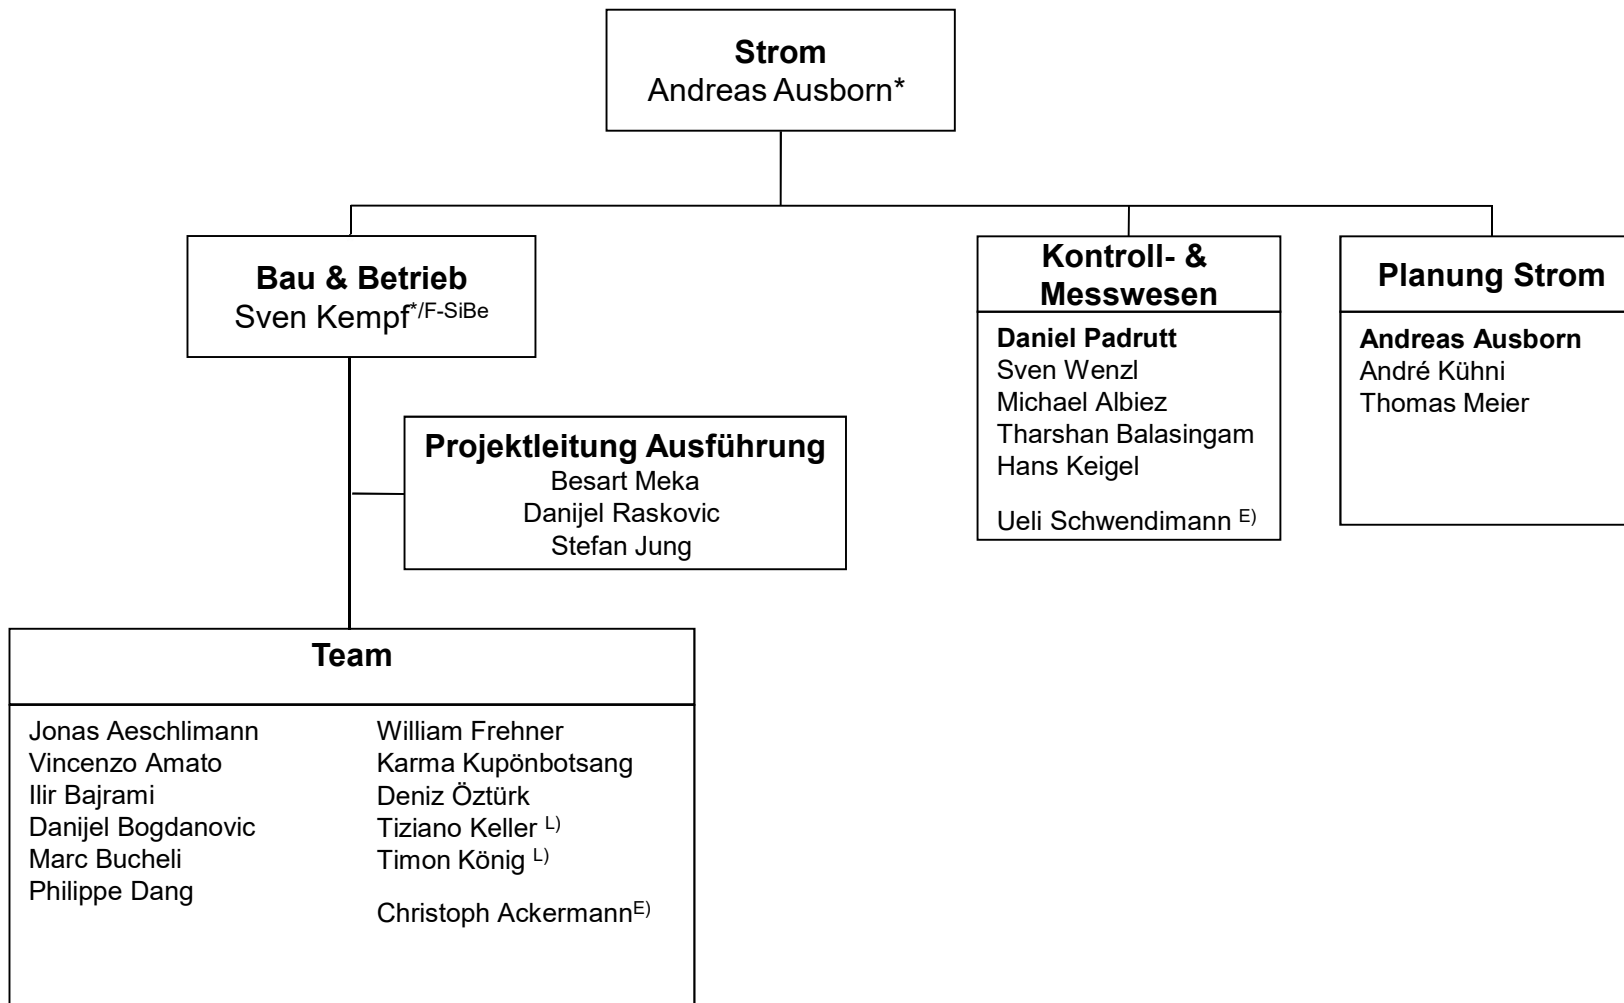 Strom
Andreas Ausborn*
Bau & Betrieb
Sven Kempf*/F-SiBe
Kontroll- &
Messwesen
Daniel Padrutt
Sven Wenzl
Michael Albiez
Tharshan Balasingam
Hans Keigel
Ueli Schwendimann E)
Planung Strom
Andreas Ausborn
André Kühni
Thomas Meier
Projektleitung Ausführung
Besart Meka
Danijel Raskovic
Stefan Jung
Team
Jonas Aeschlimann
Vincenzo Amato
Ilir Bajrami
Danijel Bogdanovic
Marc Bucheli
Philippe Dang
William Frehner
Karma Kupönbotsang
Deniz Öztürk
Tiziano Keller L)
Timon König L)
Christoph AckermannE)